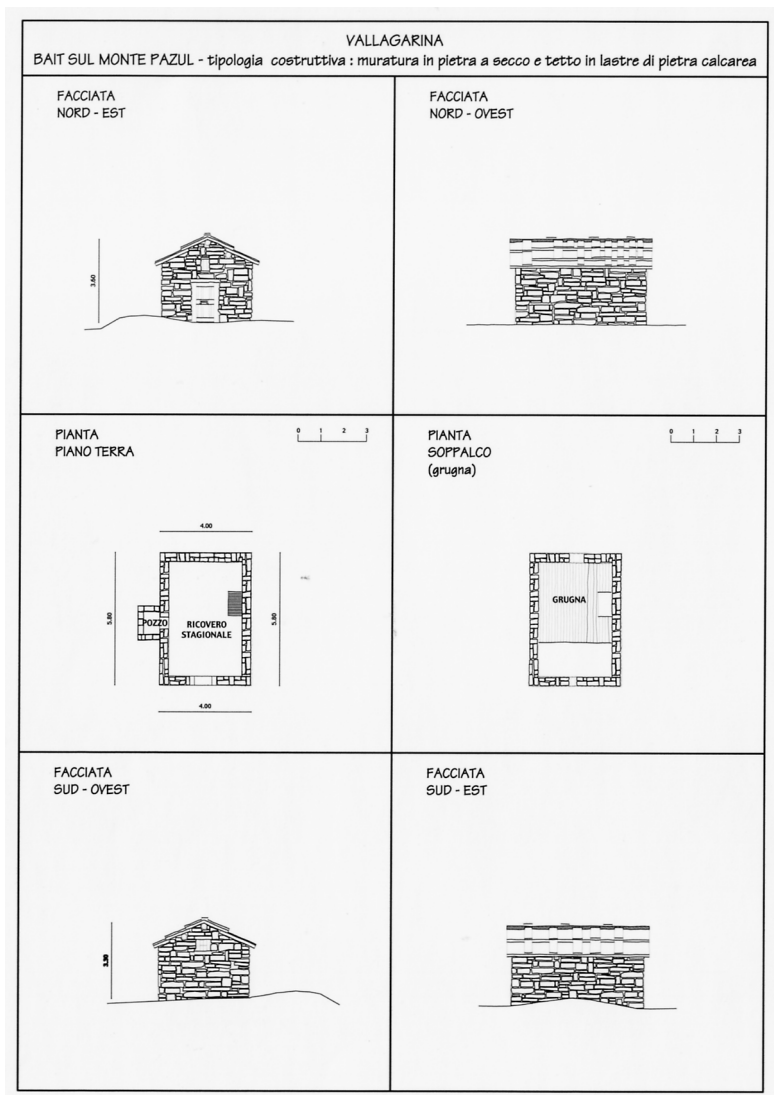 VALLAGARINA
BAIT SUL MONTE PAZUL - tipologia costruttiva : muratura in pietra a secco e tetto in lastre di pietra calcarea
FACCIATA
NORD - EST
3.60
FACCIATA
NORD - OVEST
PIANTA
PIANO TERRA
0 1 2 3
4.00
5.80
POZZO
RICOVERO
STAGIONALE
5.80
4.00
PIANTA
SOPPALCO
(grugna)
0 1 2 3
GRUGNA
FACCIATA
SUD - OVEST
3.30
FACCIATA
SUD - EST